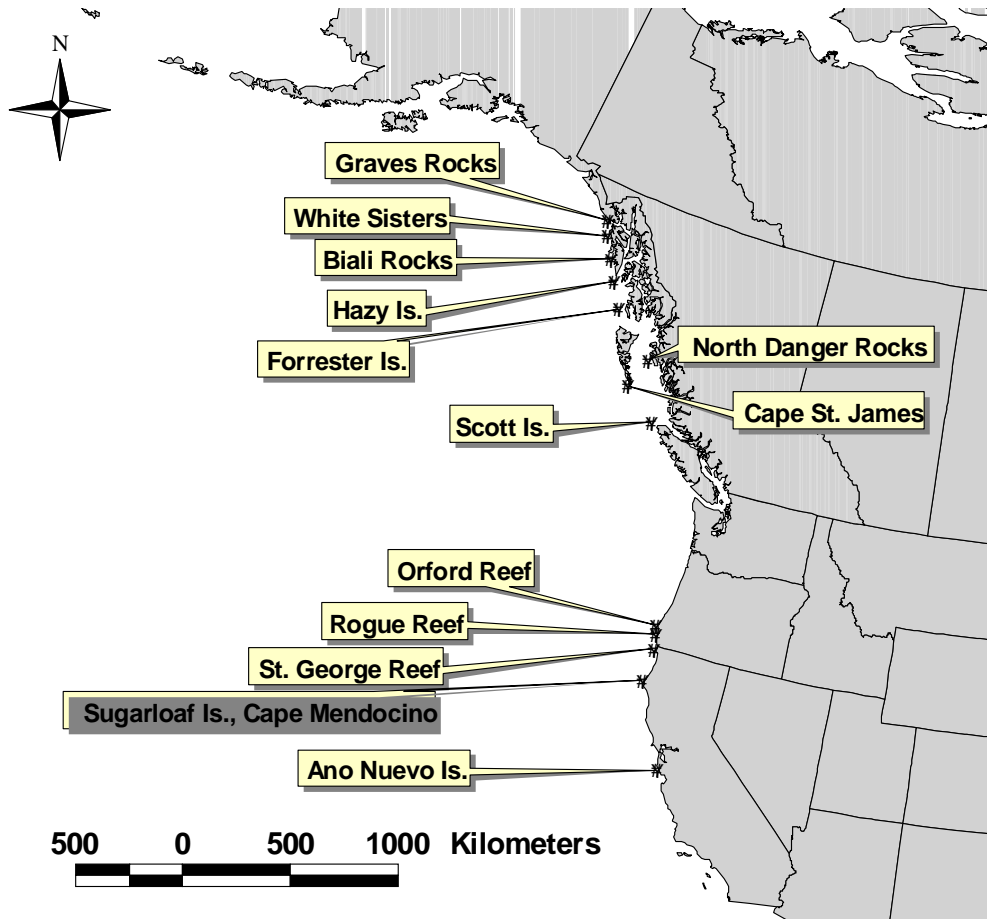 N
Graves Rocks
White Sisters
Biali Rocks
Hazy Is.
Forrester Is.
North Danger Rocks
Cape St. James
Scott Is.
Orford Reef
Rogue Reef
St. George Reef
Sugarloaf Is., Cape Mendocino
Ano Nuevo Is.
500 0 500 1000 Kilometers